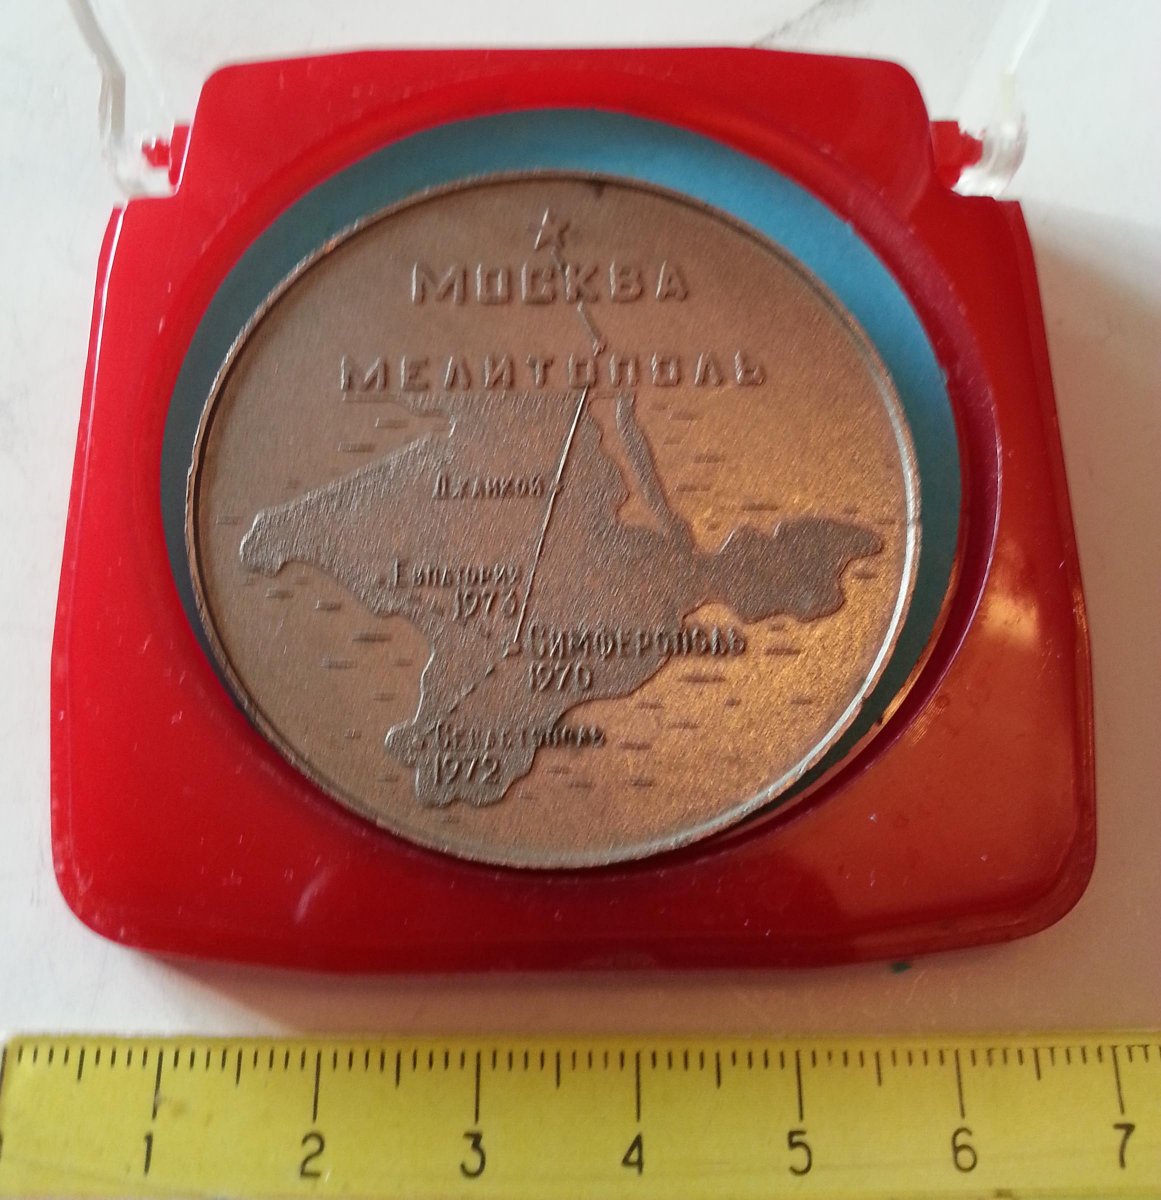 МОСКВА
МЕЛИТОПОЛЬ
ДЖАНКОЙ
ЕВПАТОРИЯ
1973
СИМФЕРОПОЛЬ
1970
СЕВАСТОПОЛЬ
1972
1 2 3 4 5 6 7